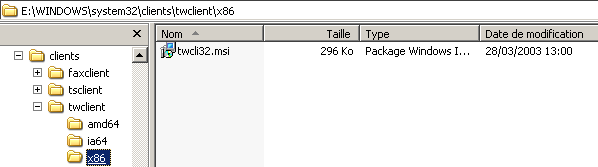 E:\WINDOWS\system32\clients\twclient\x86
Nom Taille Type Date de modification
twcli32.msi 296 Ko Package Windows I... 28/03/2003 13:00
clients
faxclient
tsclient
twclient
amd64
ia64
x86